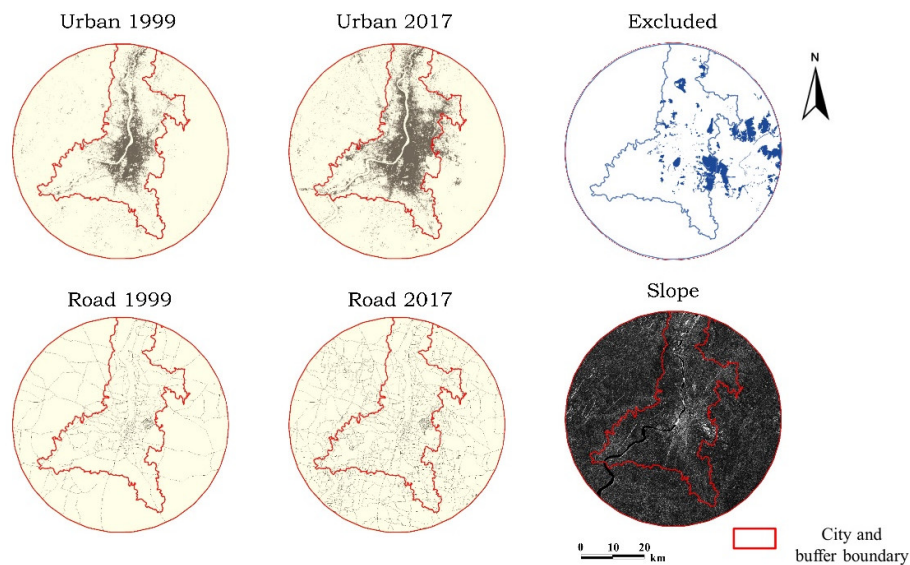 Urban 1999
Urban 2017
Excluded
N
Road 1999
Road 2017
Slope
0 10 20
km
City and
buffer boundary